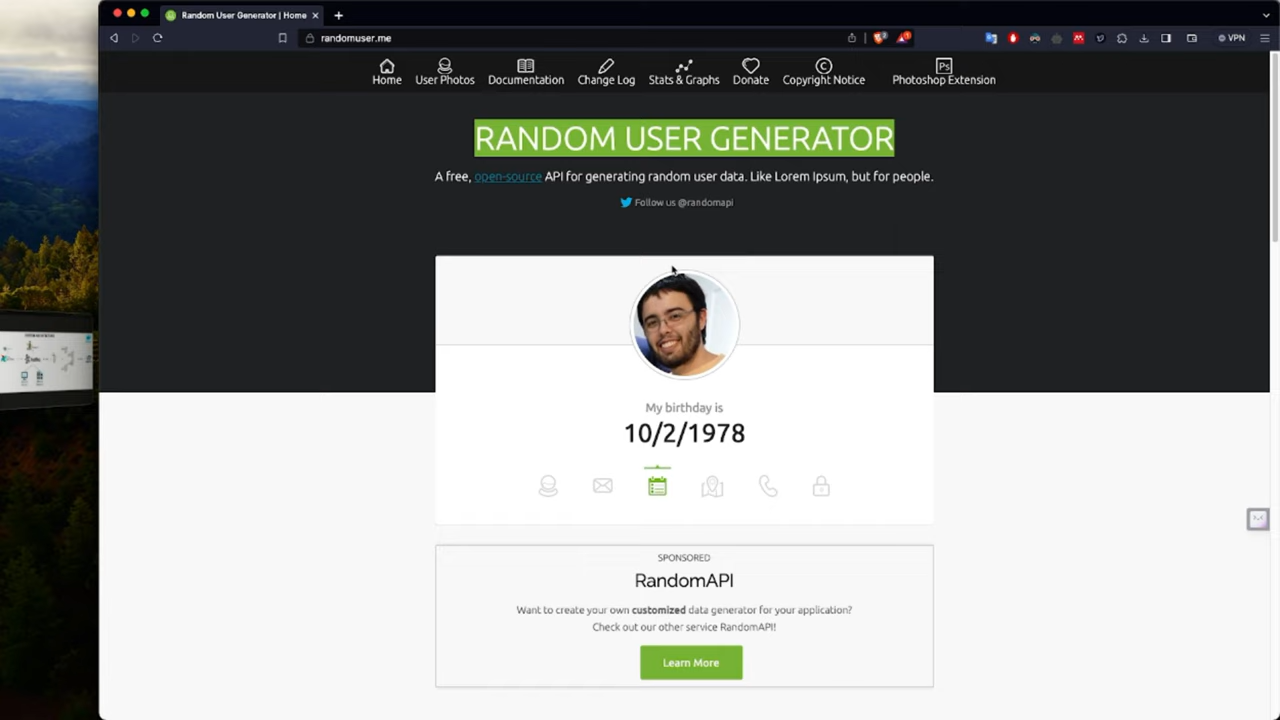 Random User Generator | Home
randomuser.me
VPN
Home
User Photos
Documentation
Change Log
Stats & Graphs
Donate
Copyright Notice
Ps
Photoshop Extension
RANDOM USER GENERATOR
A free, open-source API for generating random user data. Like Lorem Ipsum, but for people.
Follow us @randomapi
My birthday is
10/2/1978
SPONSORED
RandomAPI
Want to create your own customized data generator for your application?
Check out our other service RandomAPI!
Learn More